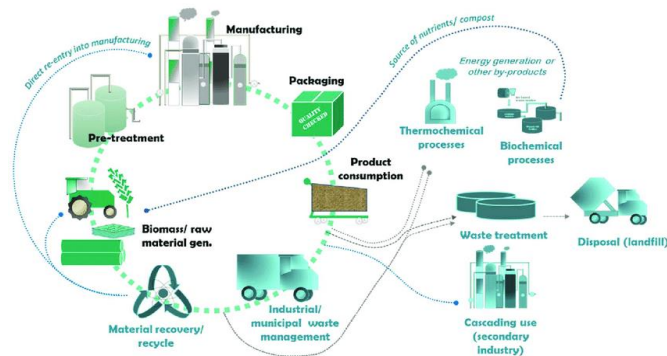 Manufacturing
Direct re-entry into manufacturing
Source of nutrients/ compost
Energy generation or
other by-products
Packaging
QUALITY
CHECKED
Pre-treatment
Thermochemical
processes
Biochemical
processes
Product
consumption
Biomass/ raw
material gen.
Waste treatment
Disposal (landfill)
Industrial/
municipal waste
management
Material recovery/
recycle
Cascading use
(secondary
industry)